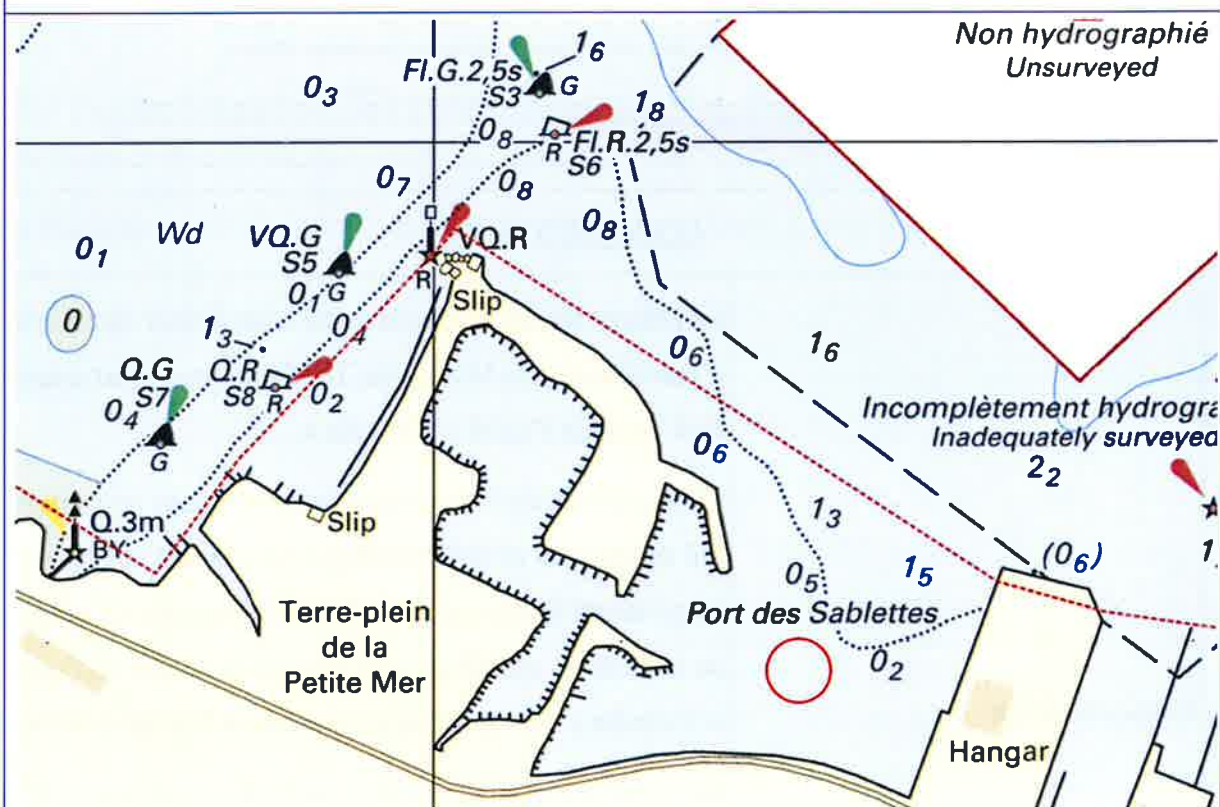 Non hydrographié
Unsurveyed
1₆
Fl.G.2,5s
S3
G
0₃
1₈
0₈
Fl.R.2,5s
R
S6
0₇
0₈
0₈
Wd
VQ.G
S5
G
0₁
VQ.R
R
0₁
Slip
0
1₃
0₄
Q.R
S8
R
0₂
0₆
1₆
Q.G
S7
0₄
G
Incomplètement hydrogra
Inadequately surveyed
0₆
2₂
Q.3m
BY
Slip
1₃
1
(0₆)
0₅
1₅
Terre-plein
de la
Petite Mer
Port des Sablettes
0₂
Hangar